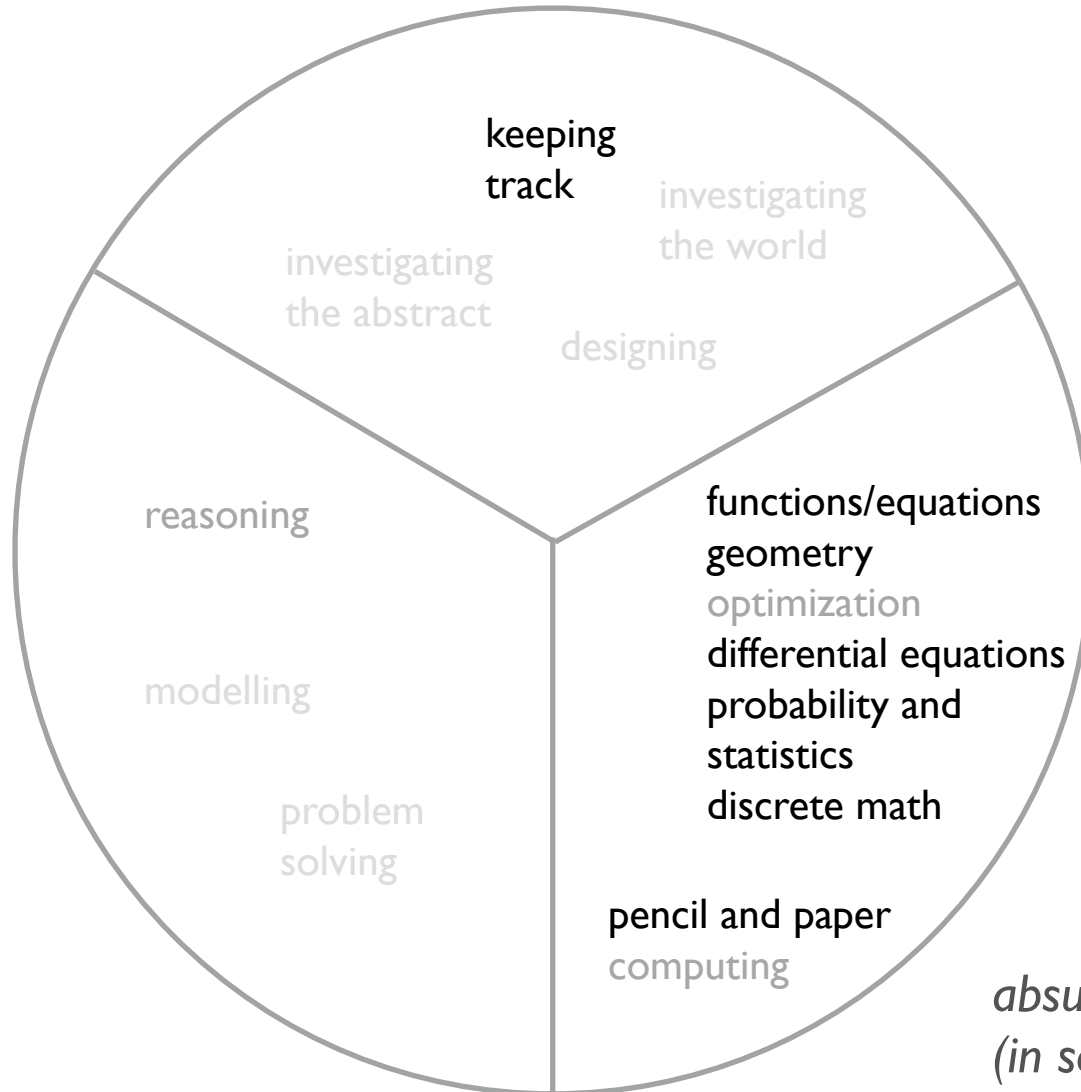 keeping
track
investigating
the world
investigating
the abstract
designing
reasoning
modelling
problem
solving
functions/equations
geometry
optimization
differential equations
probability and
statistics
discrete math
pencil and paper
computing
(in